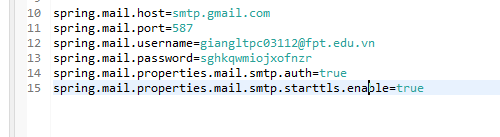 10 spring.mail.host=smtp.gmail.com
11 spring.mail.port=587
12 spring.mail.username=giangltpc03112@fpt.edu.vn
13 spring.mail.password=sghkqwmiojxofnzr
14 spring.mail.properties.mail.smtp.auth=true
15 spring.mail.properties.mail.smtp.starttls.enable=true